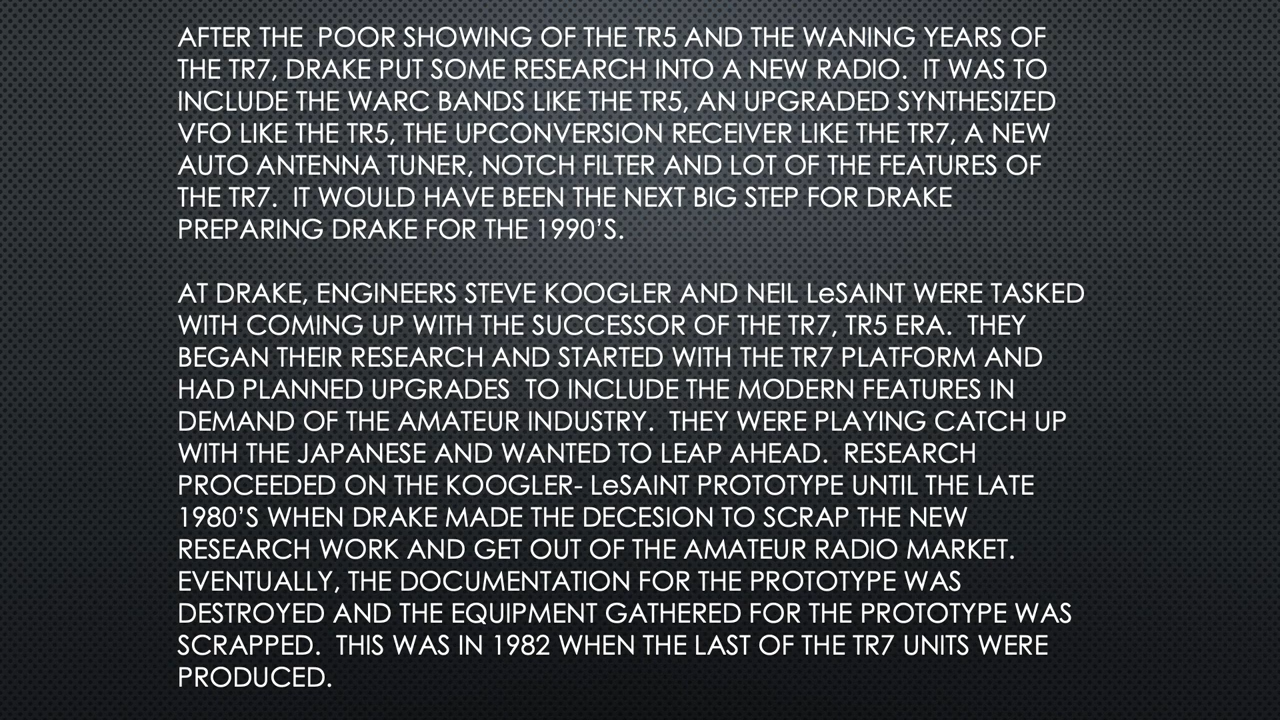 AFTER THE  POOR SHOWING OF THE TR5 AND THE WANING YEARS OF
THE TR7, DRAKE PUT SOME RESEARCH INTO A NEW RADIO.  IT WAS TO
INCLUDE THE WARC BANDS LIKE THE TR5, AN UPGRADED SYNTHESIZED
VFO LIKE THE TR5, THE UPCONVERSION RECEIVER LIKE THE TR7, A NEW
AUTO ANTENNA TUNER, NOTCH FILTER AND LOT OF THE FEATURES OF
THE TR7.  IT WOULD HAVE BEEN THE NEXT BIG STEP FOR DRAKE
PREPARING DRAKE FOR THE 1990’S.

AT DRAKE, ENGINEERS STEVE KOOGLER AND NEIL LeSAINT WERE TASKED
WITH COMING UP WITH THE SUCCESSOR OF THE TR7, TR5 ERA.  THEY
BEGAN THEIR RESEARCH AND STARTED WITH THE TR7 PLATFORM AND
HAD PLANNED UPGRADES  TO INCLUDE THE MODERN FEATURES IN
DEMAND OF THE AMATEUR INDUSTRY.  THEY WERE PLAYING CATCH UP
WITH THE JAPANESE AND WANTED TO LEAP AHEAD.  RESEARCH
PROCEEDED ON THE KOOGLER- LeSAINT PROTOTYPE UNTIL THE LATE
1980’S WHEN DRAKE MADE THE DECESION TO SCRAP THE NEW
RESEARCH WORK AND GET OUT OF THE AMATEUR RADIO MARKET.
EVENTUALLY, THE DOCUMENTATION FOR THE PROTOTYPE WAS
DESTROYED AND THE EQUIPMENT GATHERED FOR THE PROTOTYPE WAS
SCRAPPED.  THIS WAS IN 1982 WHEN THE LAST OF THE TR7 UNITS WERE
PRODUCED.